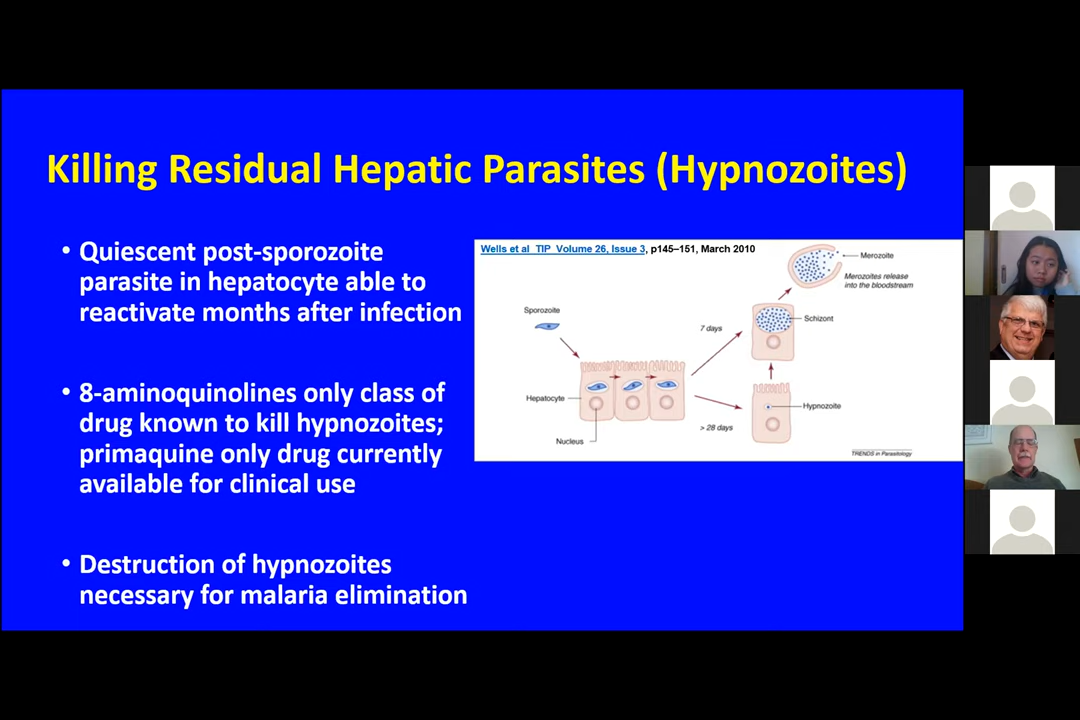 Killing Residual Hepatic Parasites (Hypnozoites)
• Quiescent post-sporozoite
parasite in hepatocyte able to
reactivate months after infection
• 8-aminoquinolines only class of
drug known to kill hypnozoites;
primaquine only drug currently
available for clinical use
• Destruction of hypnozoites
necessary for malaria elimination
Wells et al TIP Volume 26, Issue 3, p145–151, March 2010
Merozoite
Merozoites release
into the bloodstream
Sporozoite
7 days
Schizont
Hepatocyte
Hypnozoite
> 28 days
Nucleus
TRENDS in Parasitology